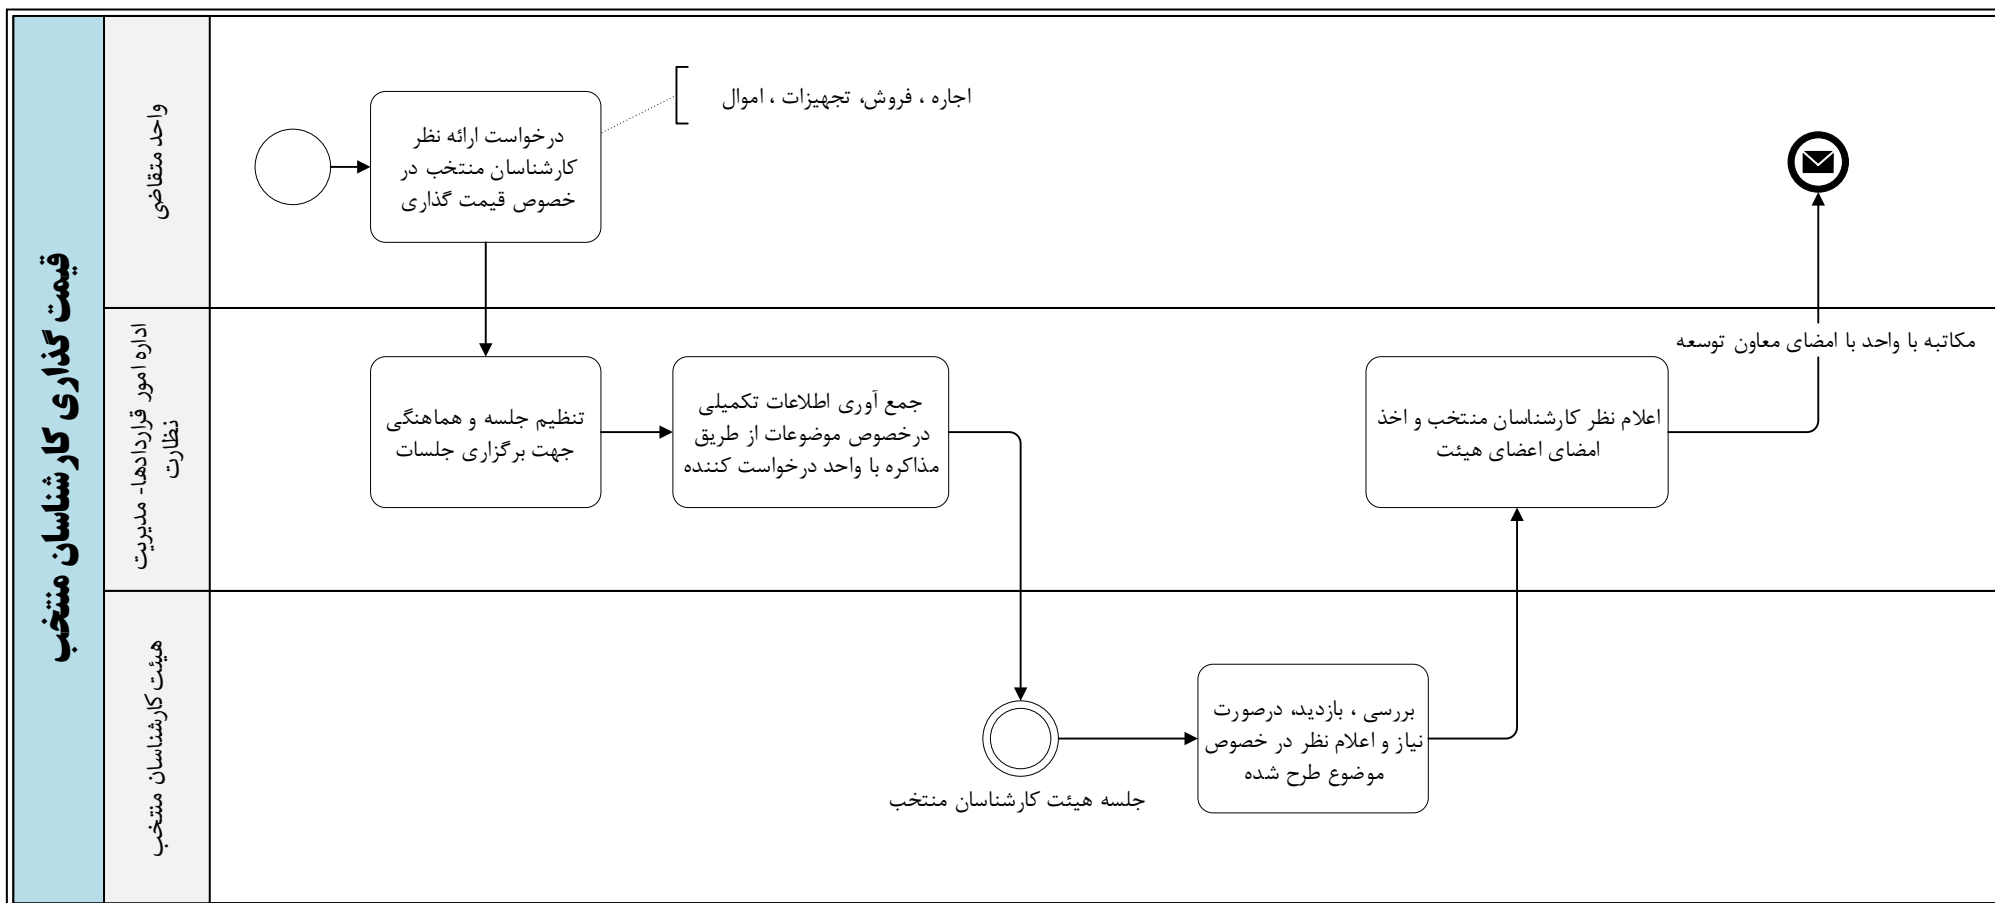 قیمت گذاری کارشناسان منتخب
واحد متقاضی
درخواست ارائه نظر
کارشناسان منتخب در
خصوص قیمت گذاری
اجاره ، فروش، تجهیزات ، اموال
اداره امور قراردادها- مدیریت
نظارت
تنظیم جلسه و هماهنگی
جهت برگزاری جلسات
جمع آوری اطلاعات تکمیلی
درخصوص موضوعات از طریق
مذاکره با واحد درخواست کننده
اعلام نظر کارشناسان منتخب و اخذ
امضای اعضای هیئت
مکاتبه با واحد با امضای معاون توسعه
هیئت کارشناسان منتخب
جلسه هیئت کارشناسان منتخب
بررسی ، بازدید، درصورت
نیاز و اعلام نظر در خصوص
موضوع طرح شده